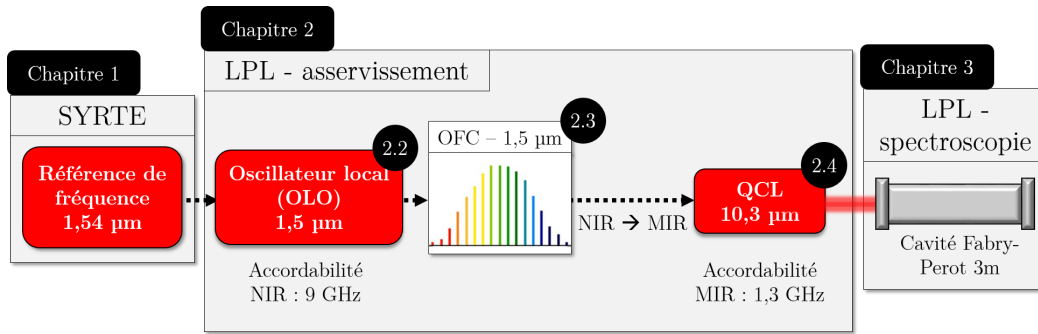 Chapitre 1
SYRTE
Référence de
fréquence
1,54 µm
Chapitre 2
LPL - asservissement
2.2
Oscillateur local
(OLO)
1,5 µm
Accordabilité
NIR : 9 GHz
2.3
OFC – 1,5 µm
NIR → MIR
2.4
QCL
10,3 µm
Accordabilité
MIR : 1,3 GHz
Chapitre 3
LPL -
spectroscopie
Cavité Fabry-
Perot 3m